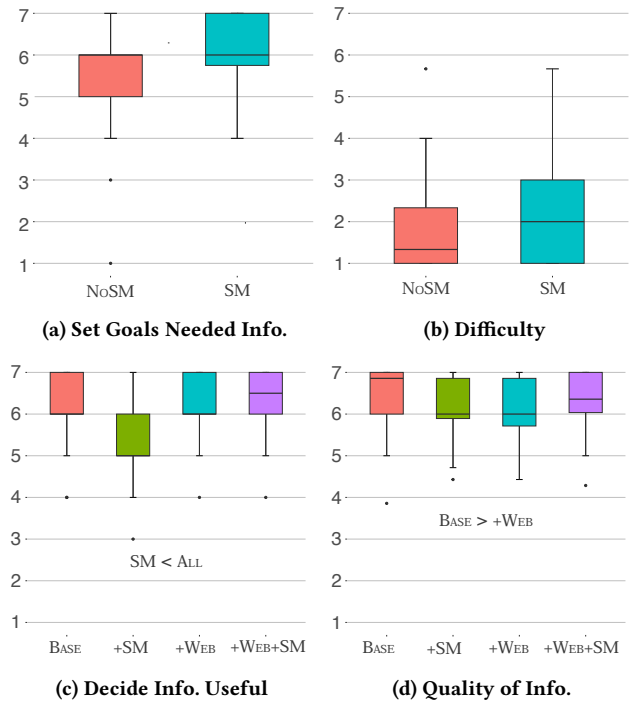 7
6
5
4
3
2
1
NoSM SM
(a) Set Goals Needed Info.
7
6
5
4
3
2
1
NoSM SM
(b) Difficulty
7
6
5
4
3
2
1
SM < All
Base +SM +Web +Web+SM
(c) Decide Info. Useful
7
6
5
4
3
2
1
Base > +Web
Base +SM +Web +Web+SM
(d) Quality of Info.